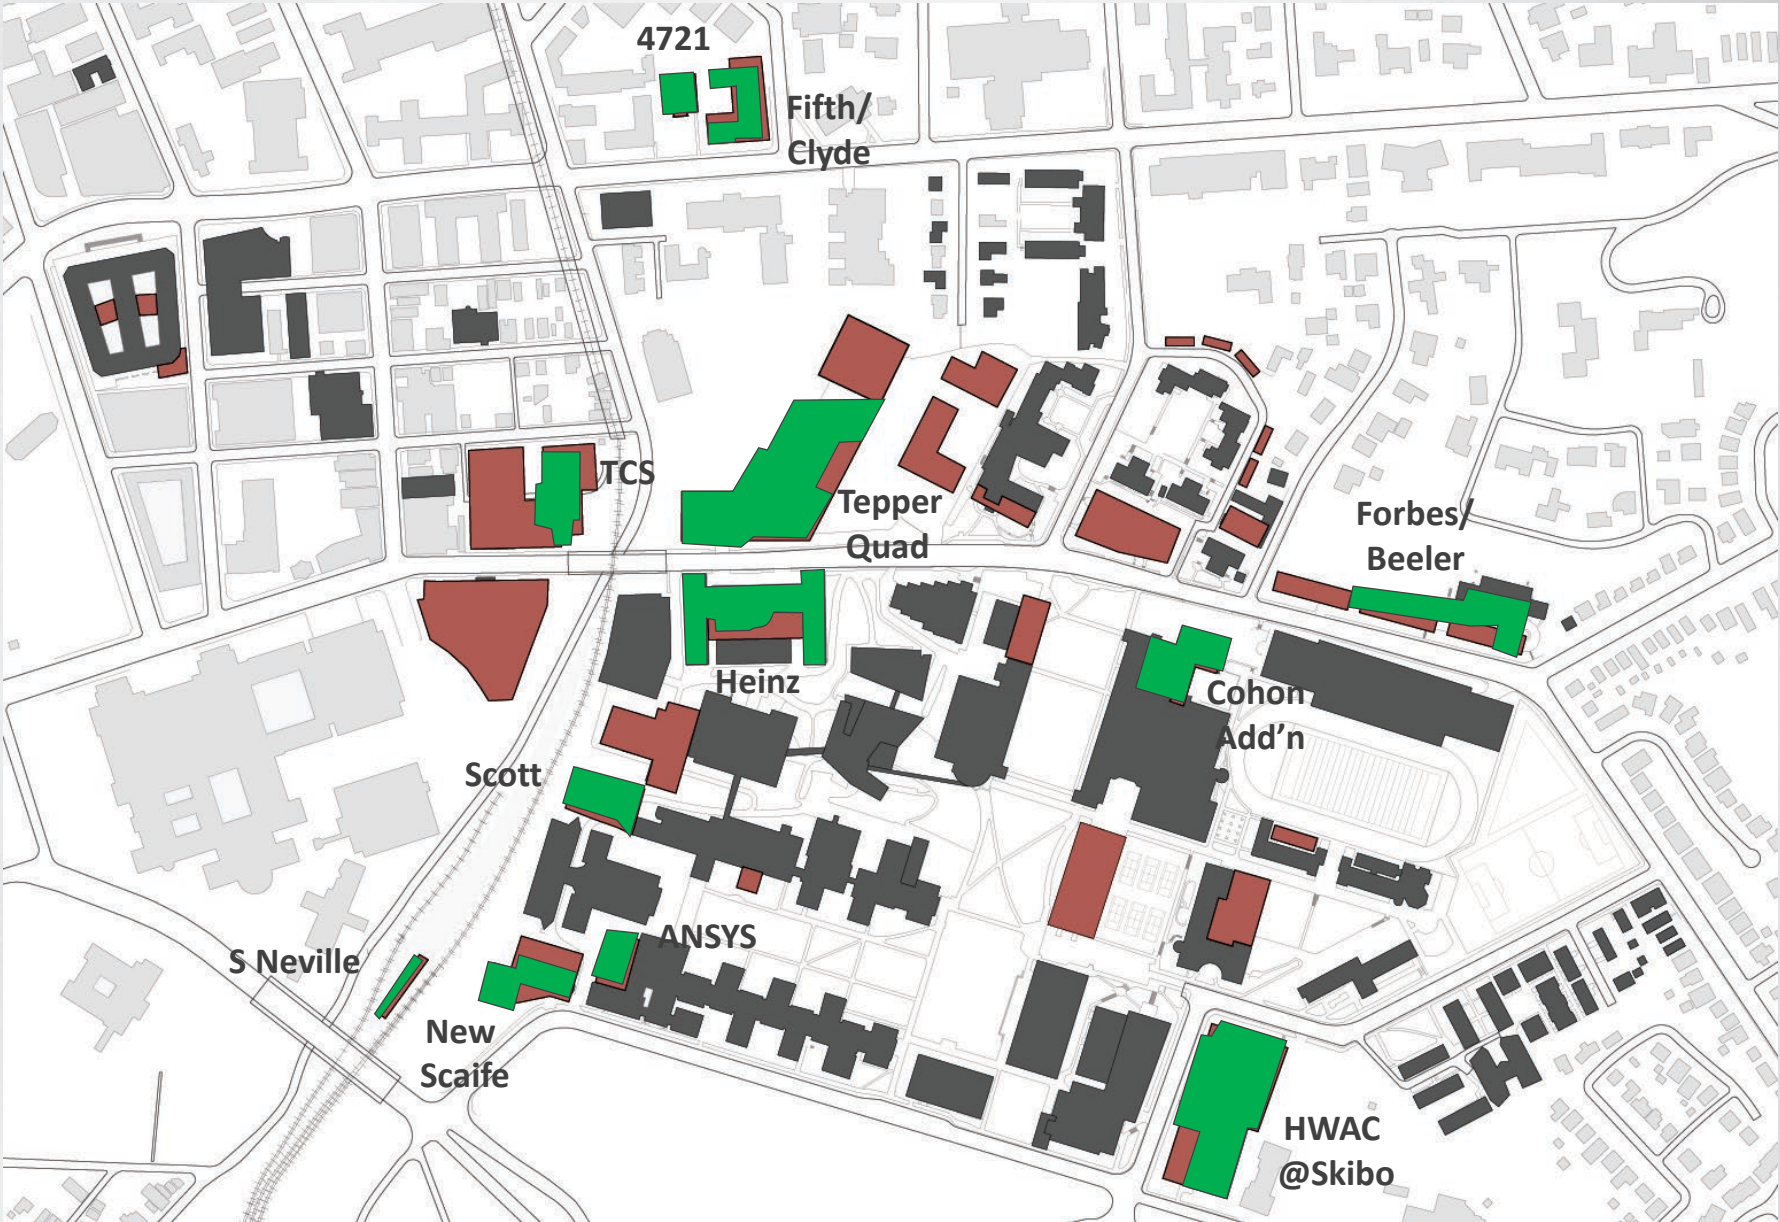 4721
Fifth/
Clyde
TCS
Tepper
Quad
Forbes/
Beeler
Heinz
Cohon
Add'n
Scott
ANSYS
S Neville
New
Scaife
HWAC
@Skibo